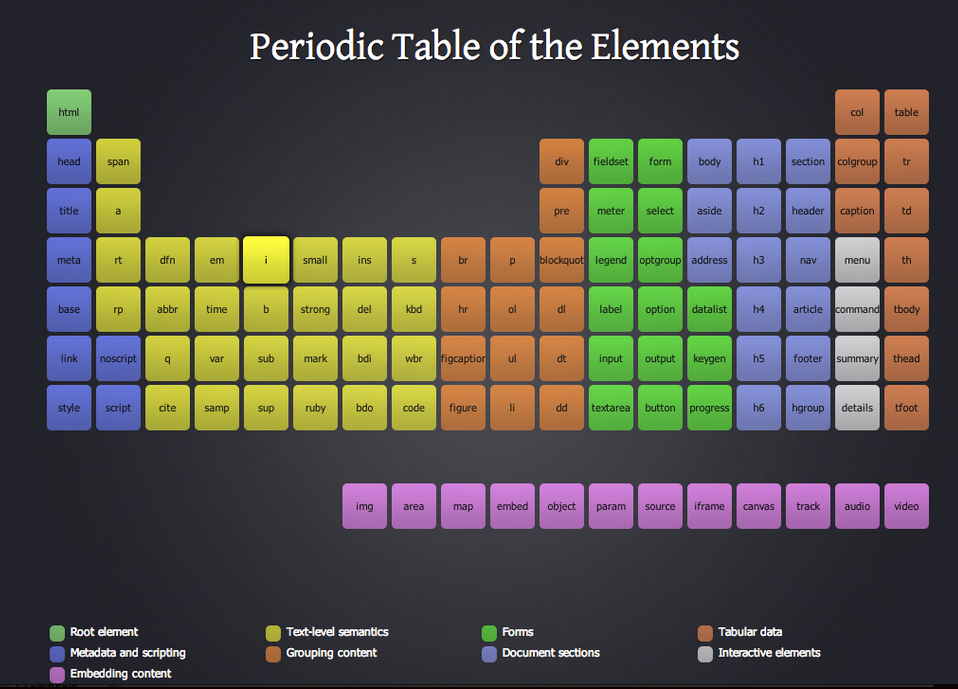 Periodic Table of the Elements
html col table
head span div fieldset form body h1 section colgroup tr
title a pre meter select aside h2 header caption td
meta rt dfn em i small ins s br p blockquot legend optgroup address h3 nav menu th
base rp abbr time b strong del kbd hr ol dl label option datalist h4 article command tbody
link noscript q var sub mark bdi wbr figcaption ul dt input output keygen h5 footer summary thead
style script cite samp sup ruby bdo code figure li dd textarea button progress h6 hgroup details tfoot
img area map embed object param source iframe canvas track audio video
Root element Text-level semantics Forms Tabular data
Metadata and scripting Grouping content Document sections Interactive elements
Embedding content